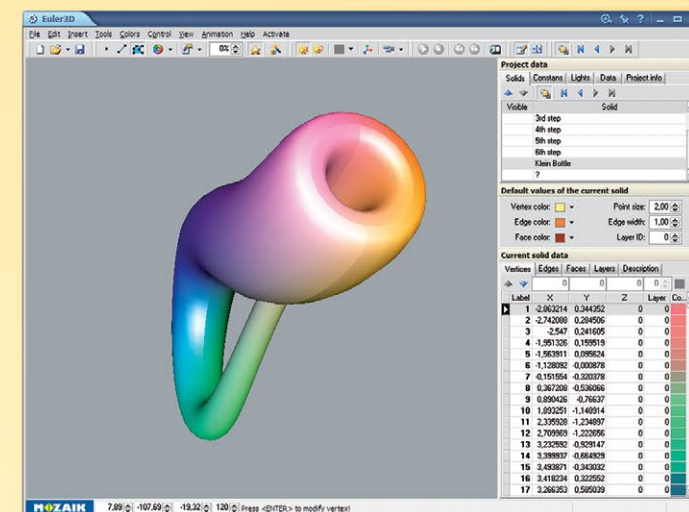 Euler3D
File Edit Insert Tools Colors Control View Animation Help Activate
0%
Project data
Solids Constans Lights Data Project info
Visible Solid
3rd step
4th step
5th step
6th step
Klein Bottle
?
Default values of the current solid
Vertex color: Point size: 2,00
Edge color: Edge width: 1,00
Face color: Layer ID: 0
Current solid data
Vertices Edges Faces Layers Description
0 0 0 0
Label X Y Z Layer Co...
1 -2,863214 0,344352 0 0
2 -2,742088 0,284506 0 0
3 -2,547 0,241605 0 0
4 -1,951326 0,159519 0 0
5 -1,563911 0,095624 0 0
6 -1,128092 -0,000878 0 0
7 -0,151554 -0,320378 0 0
8 0,367208 -0,536066 0 0
9 0,890426 -0,76637 0 0
10 1,893251 -1,148914 0 0
11 2,335928 -1,234897 0 0
12 2,709969 -1,222656 0 0
13 3,232592 -0,929147 0 0
14 3,399937 -0,664929 0 0
15 3,493871 -0,343032 0 0
16 3,418234 0,322552 0 0
17 3,266353 0,585039 0 0
MOZAIK 7,89 -107,69 -19,32 120 Press <ENTER> to modify vertex!